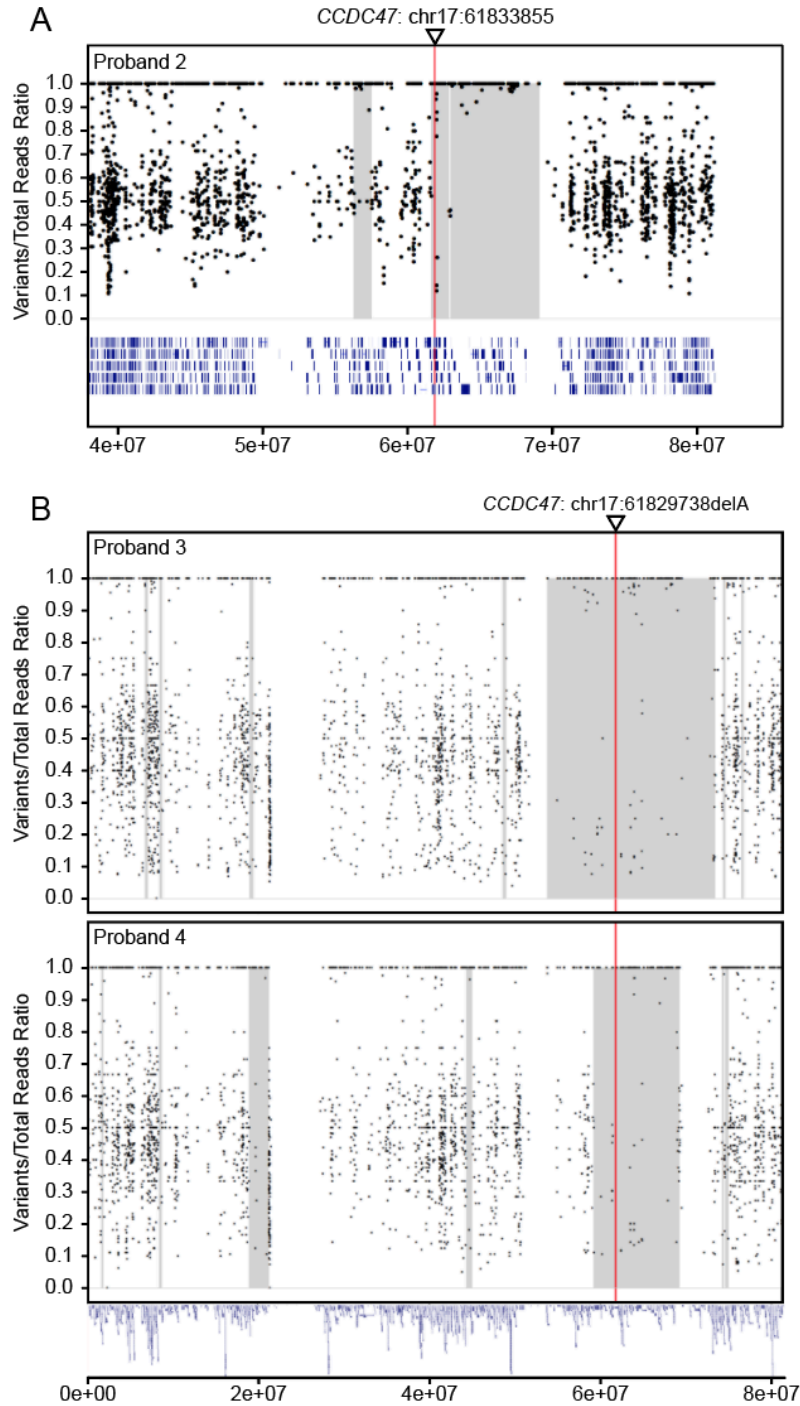 A
CCDC47: chr17:61833855
Proband 2
Variants/Total Reads Ratio
1.0
0.9
0.8
0.7
0.6
0.5
0.4
0.3
0.2
0.1
0.0
4e+07 5e+07 6e+07 7e+07 8e+07
B
CCDC47: chr17:61829738delA
Proband 3
Variants/Total Reads Ratio
1.0
0.9
0.8
0.7
0.6
0.5
0.4
0.3
0.2
0.1
0.0
Proband 4
Variants/Total Reads Ratio
1.0
0.9
0.8
0.7
0.6
0.5
0.4
0.3
0.2
0.1
0.0
0e+00 2e+07 4e+07 6e+07 8e+07